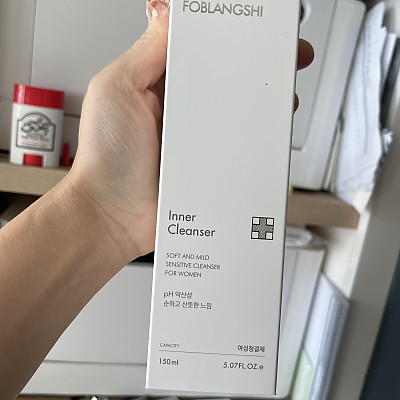 FOBLANGSHI
Inner
Cleanser
SOFT AND MILD
SENSITIVE CLEANSER
FOR WOMEN
pH 약산성
순하고 산뜻한 느낌
CAPACITY
여성청결제
150ml
5.07FL.OZ.e